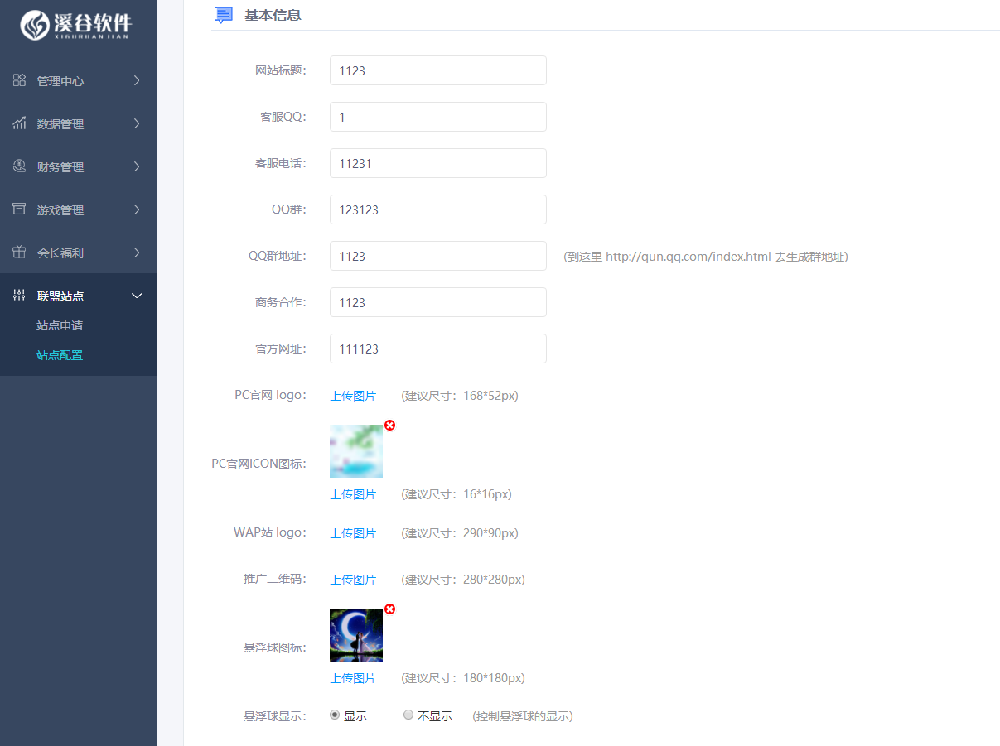 溪谷软件
XIGURUANJIAN
管理中心
数据管理
财务管理
游戏管理
会长福利
联盟站点
站点申请
站点配置
基本信息
网站标题： 1123
客服QQ： 1
客服电话： 11231
QQ群： 123123
QQ群地址： 1123 (到这里 http://qun.qq.com/index.html 去生成群地址)
商务合作： 1123
官方网址： 111123
PC官网 logo： 上传图片 (建议尺寸：168*52px)
PC官网ICON图标：
上传图片 (建议尺寸：16*16px)
WAP站 logo： 上传图片 (建议尺寸：290*90px)
推广二维码： 上传图片 (建议尺寸：280*280px)
悬浮球图标：
上传图片 (建议尺寸：180*180px)
悬浮球显示： 显示 不显示 (控制悬浮球的显示)